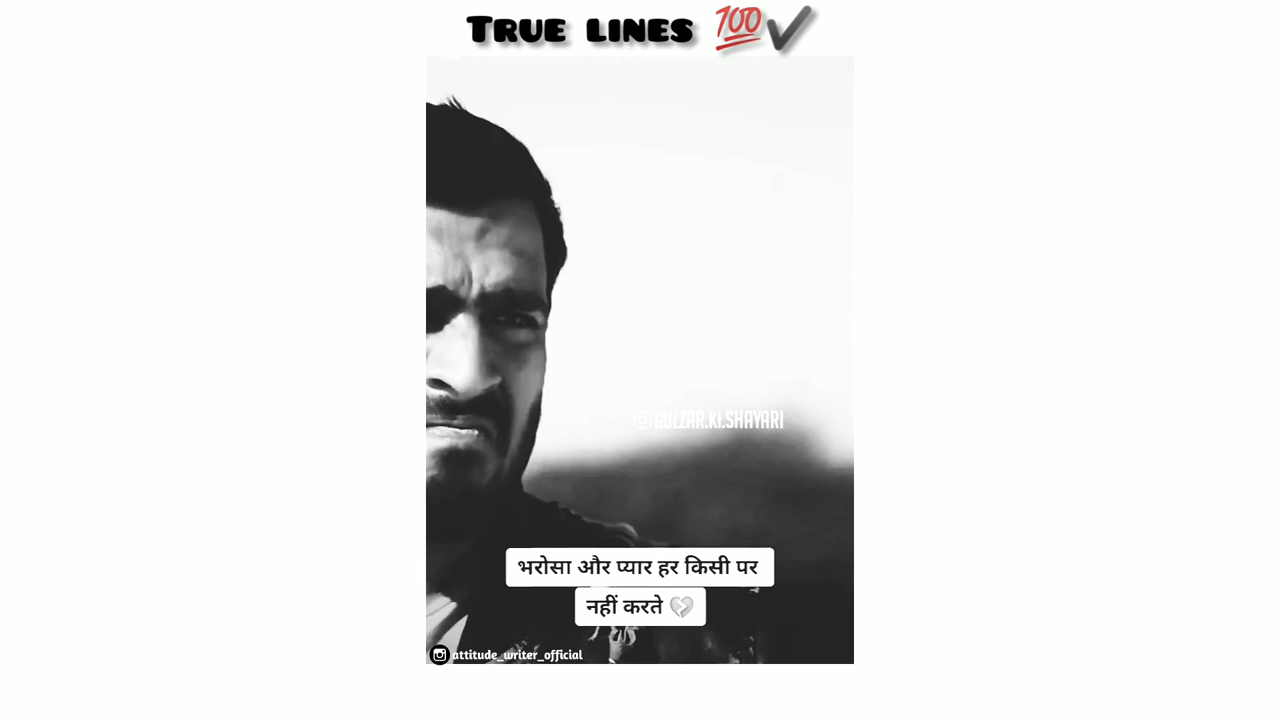 TRUE LINES 💯✔
GULZAR.KI.SHAYARI
भरोसा और प्यार हर किसी पर
नहीं करते 💔
attitude_writer_official